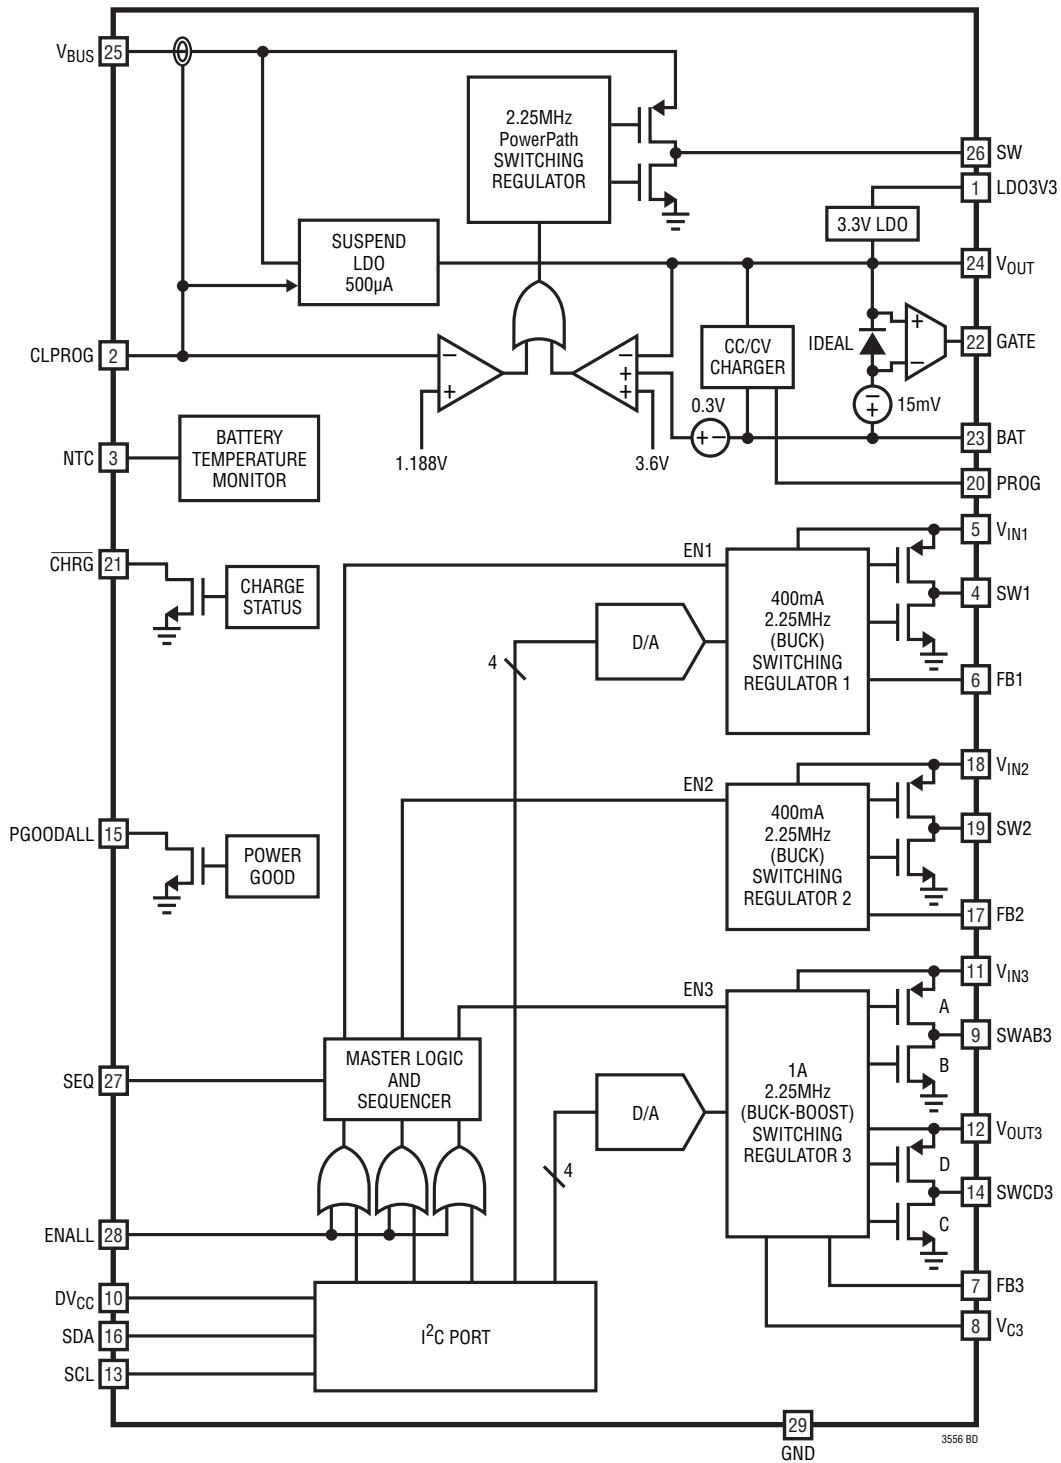 VBUS 25
2.25MHz
PowerPath
SWITCHING
REGULATOR
26 SW
1 LDO3V3
3.3V LDO
SUSPEND
LDO
500µA
24 VOUT
CLPROG 2
−
+
1.188V
−
+
+
3.6V
CC/CV
CHARGER
0.3V
+ −
IDEAL
+
−
22 GATE
−
+
15mV
23 BAT
20 PROG
NTC 3
BATTERY
TEMPERATURE
MONITOR
CHRG 21
CHARGE
STATUS
EN1
400mA
2.25MHz
(BUCK)
SWITCHING
REGULATOR 1
D/A
4
5 VIN1
4 SW1
6 FB1
PGOODALL 15
POWER
GOOD
EN2
400mA
2.25MHz
(BUCK)
SWITCHING
REGULATOR 2
18 VIN2
19 SW2
17 FB2
EN3
1A
2.25MHz
(BUCK-BOOST)
SWITCHING
REGULATOR 3
D/A
4
11 VIN3
A
9 SWAB3
B
12 VOUT3
D
14 SWCD3
C
7 FB3
8 VC3
SEQ 27
MASTER LOGIC
AND
SEQUENCER
ENALL 28
DVCC 10
SDA 16
SCL 13
I2C PORT
29
GND
3556 BD